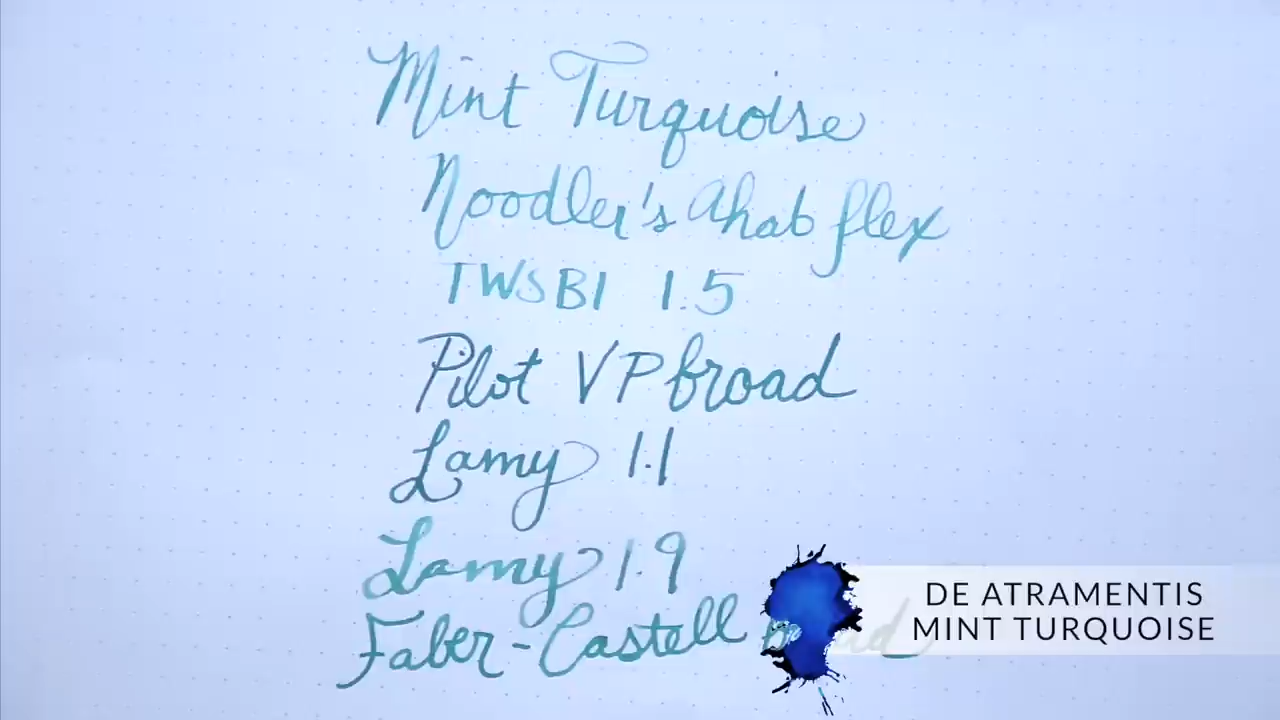 Mint Turquoise
Noodler's Ahab flex
TWSBI 1.5
Pilot VP broad
Lamy 1.1
Lamy 1.9
Faber-Castell
DE ATRAMENTIS
MINT TURQUOISE